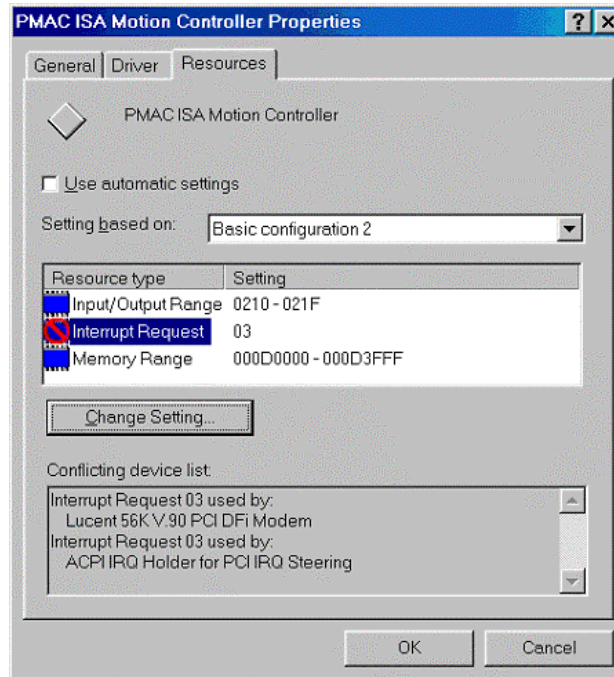 PMAC ISA Motion Controller Properties
General Driver Resources
PMAC ISA Motion Controller
Use automatic settings
Setting based on: Basic configuration 2
Resource type Setting
Input/Output Range 0210 - 021F
Interrupt Request 03
Memory Range 000D0000 - 000D3FFF
Change Setting...
Conflicting device list:
Interrupt Request 03 used by:
Lucent 56K V.90 PCI DFi Modem
Interrupt Request 03 used by:
ACPI IRQ Holder for PCI IRQ Steering
OK Cancel